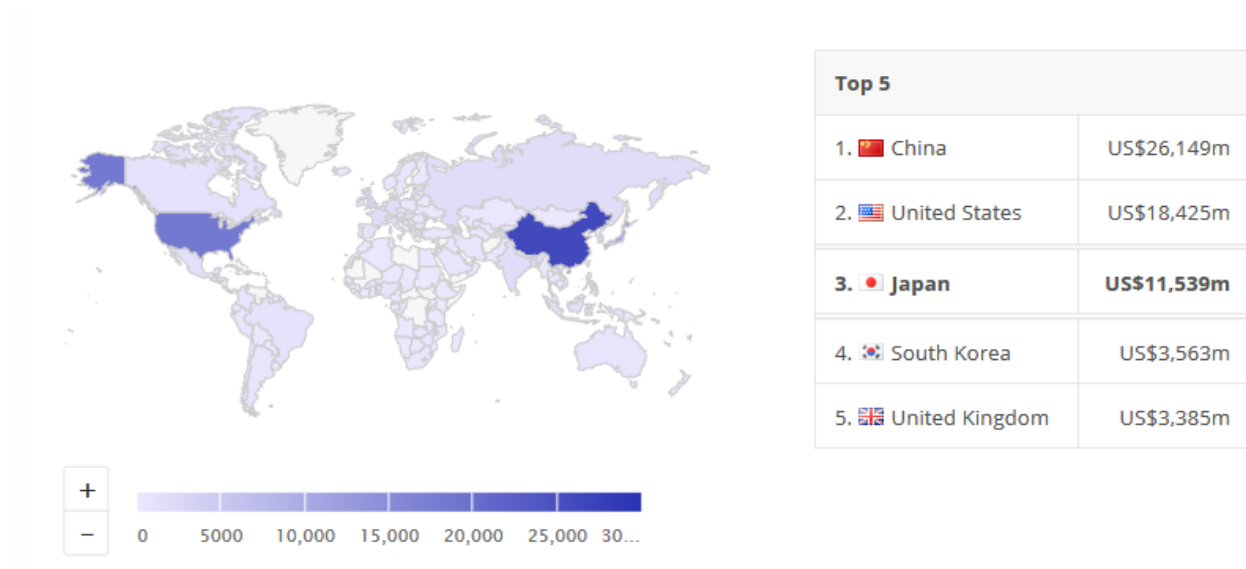 Top 5
1. China US$26,149m
2. United States US$18,425m
3. Japan US$11,539m
4. South Korea US$3,563m
5. United Kingdom US$3,385m
+
−
0 5000 10,000 15,000 20,000 25,000 30...